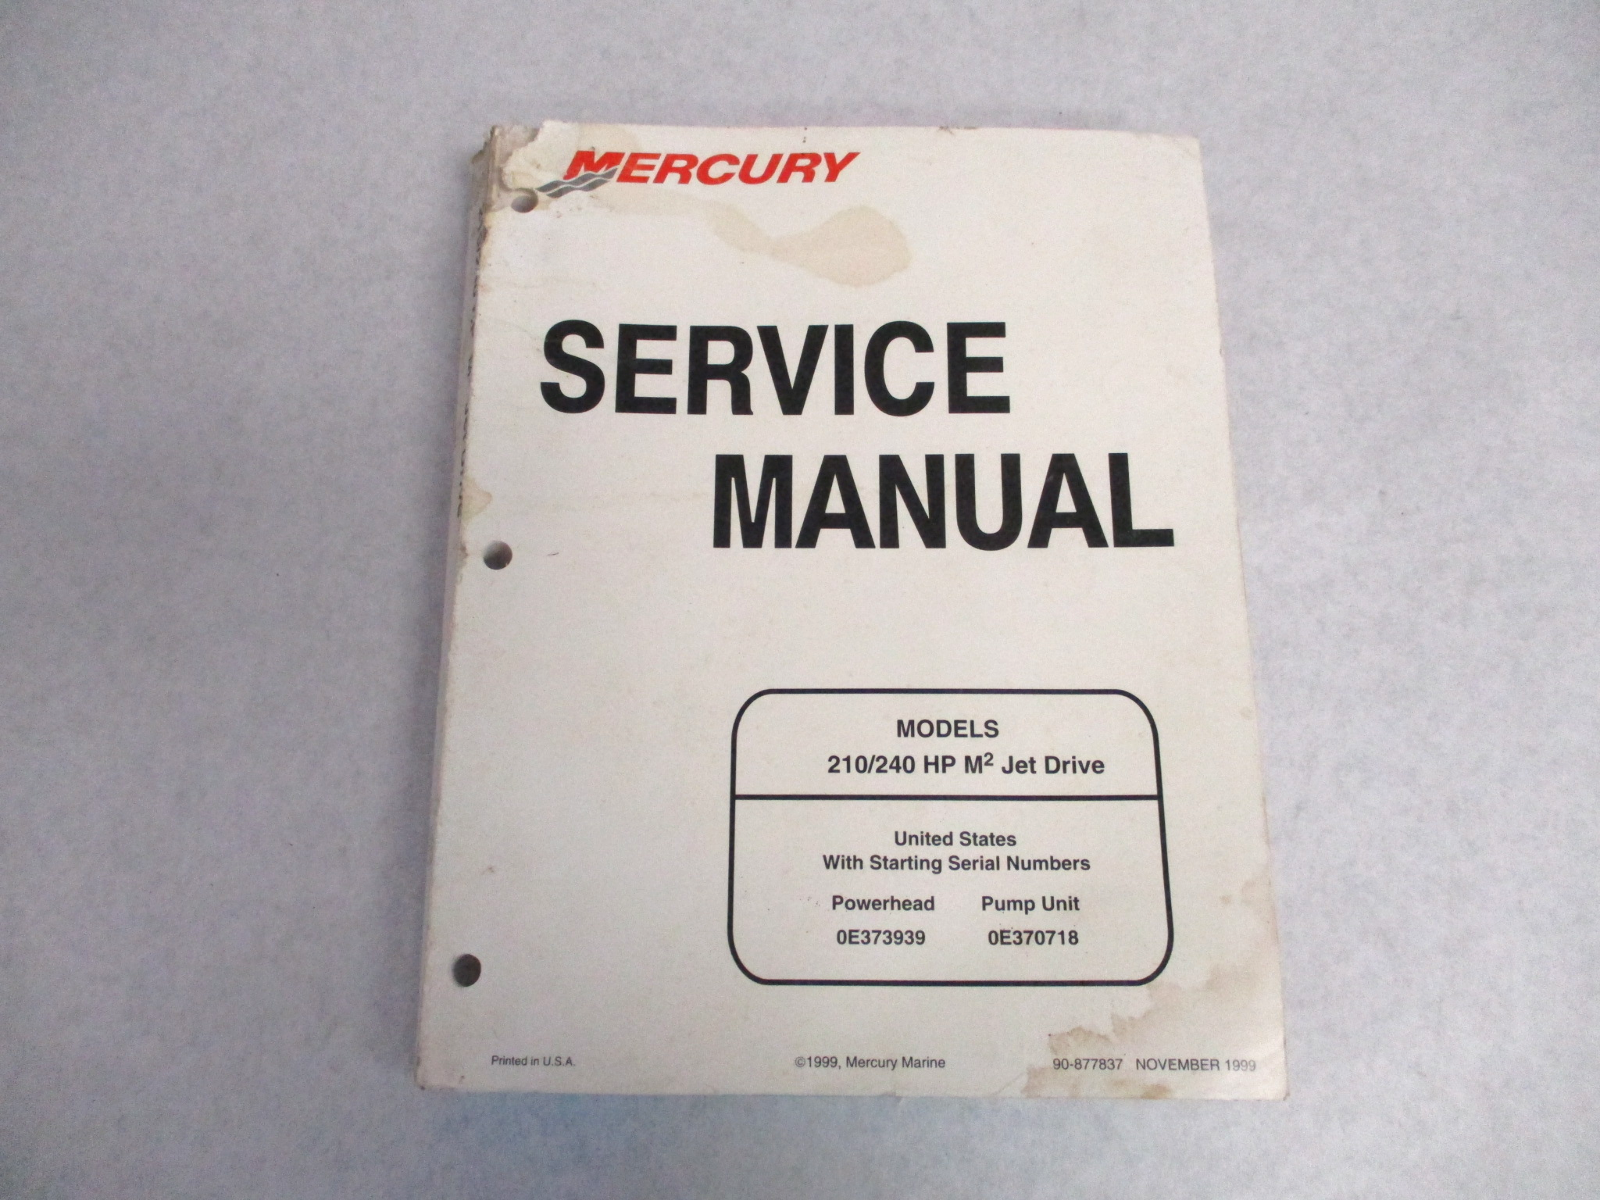 MERCURY
SERVICE
MANUAL
MODELS
210/240 HP M² Jet Drive
United States
With Starting Serial Numbers
Powerhead Pump Unit
0E373939 0E370718
Printed in U.S.A. ©1999, Mercury Marine 90-877837 NOVEMBER 1999